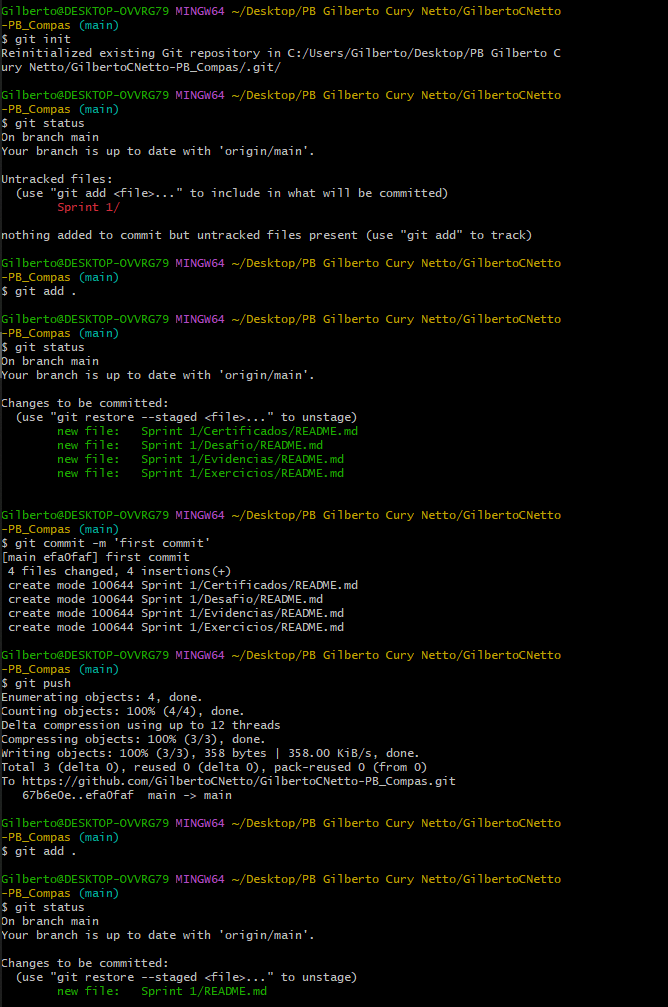 Gilberto@DESKTOP-OVVRG79 MINGW64 ~/Desktop/PB Gilberto Cury Netto/GilbertoCNetto
-PB_Compas (main)
$ git init
Reinitialized existing Git repository in C:/Users/Gilberto/Desktop/PB Gilberto C
ury Netto/GilbertoCNetto-PB_Compas/.git/
Gilberto@DESKTOP-OVVRG79 MINGW64 ~/Desktop/PB Gilberto Cury Netto/GilbertoCNetto
-PB_Compas (main)
$ git status
On branch main
Your branch is up to date with 'origin/main'.
Untracked files:
  (use "git add <file>..." to include in what will be committed)
        Sprint 1/
nothing added to commit but untracked files present (use "git add" to track)
Gilberto@DESKTOP-OVVRG79 MINGW64 ~/Desktop/PB Gilberto Cury Netto/GilbertoCNetto
-PB_Compas (main)
$ git add .
Gilberto@DESKTOP-OVVRG79 MINGW64 ~/Desktop/PB Gilberto Cury Netto/GilbertoCNetto
-PB_Compas (main)
$ git status
On branch main
Your branch is up to date with 'origin/main'.
Changes to be committed:
  (use "git restore --staged <file>..." to unstage)
        new file:   Sprint 1/Certificados/README.md
        new file:   Sprint 1/Desafio/README.md
        new file:   Sprint 1/Evidencias/README.md
        new file:   Sprint 1/Exercicios/README.md
Gilberto@DESKTOP-OVVRG79 MINGW64 ~/Desktop/PB Gilberto Cury Netto/GilbertoCNetto
-PB_Compas (main)
$ git commit -m 'first commit'
[main efa0faf] first commit
 4 files changed, 4 insertions(+)
 create mode 100644 Sprint 1/Certificados/README.md
 create mode 100644 Sprint 1/Desafio/README.md
 create mode 100644 Sprint 1/Evidencias/README.md
 create mode 100644 Sprint 1/Exercicios/README.md
Gilberto@DESKTOP-OVVRG79 MINGW64 ~/Desktop/PB Gilberto Cury Netto/GilbertoCNetto
-PB_Compas (main)
$ git push
Enumerating objects: 4, done.
Counting objects: 100% (4/4), done.
Delta compression using up to 12 threads
Compressing objects: 100% (3/3), done.
Writing objects: 100% (3/3), 358 bytes | 358.00 KiB/s, done.
Total 3 (delta 0), reused 0 (delta 0), pack-reused 0 (from 0)
To https://github.com/GilbertoCNetto/GilbertoCNetto-PB_Compas.git
   67b6e0e..efa0faf  main -> main
Gilberto@DESKTOP-OVVRG79 MINGW64 ~/Desktop/PB Gilberto Cury Netto/GilbertoCNetto
-PB_Compas (main)
$ git add .
Gilberto@DESKTOP-OVVRG79 MINGW64 ~/Desktop/PB Gilberto Cury Netto/GilbertoCNetto
-PB_Compas (main)
$ git status
On branch main
Your branch is up to date with 'origin/main'.
Changes to be committed:
  (use "git restore --staged <file>..." to unstage)
        new file:   Sprint 1/README.md